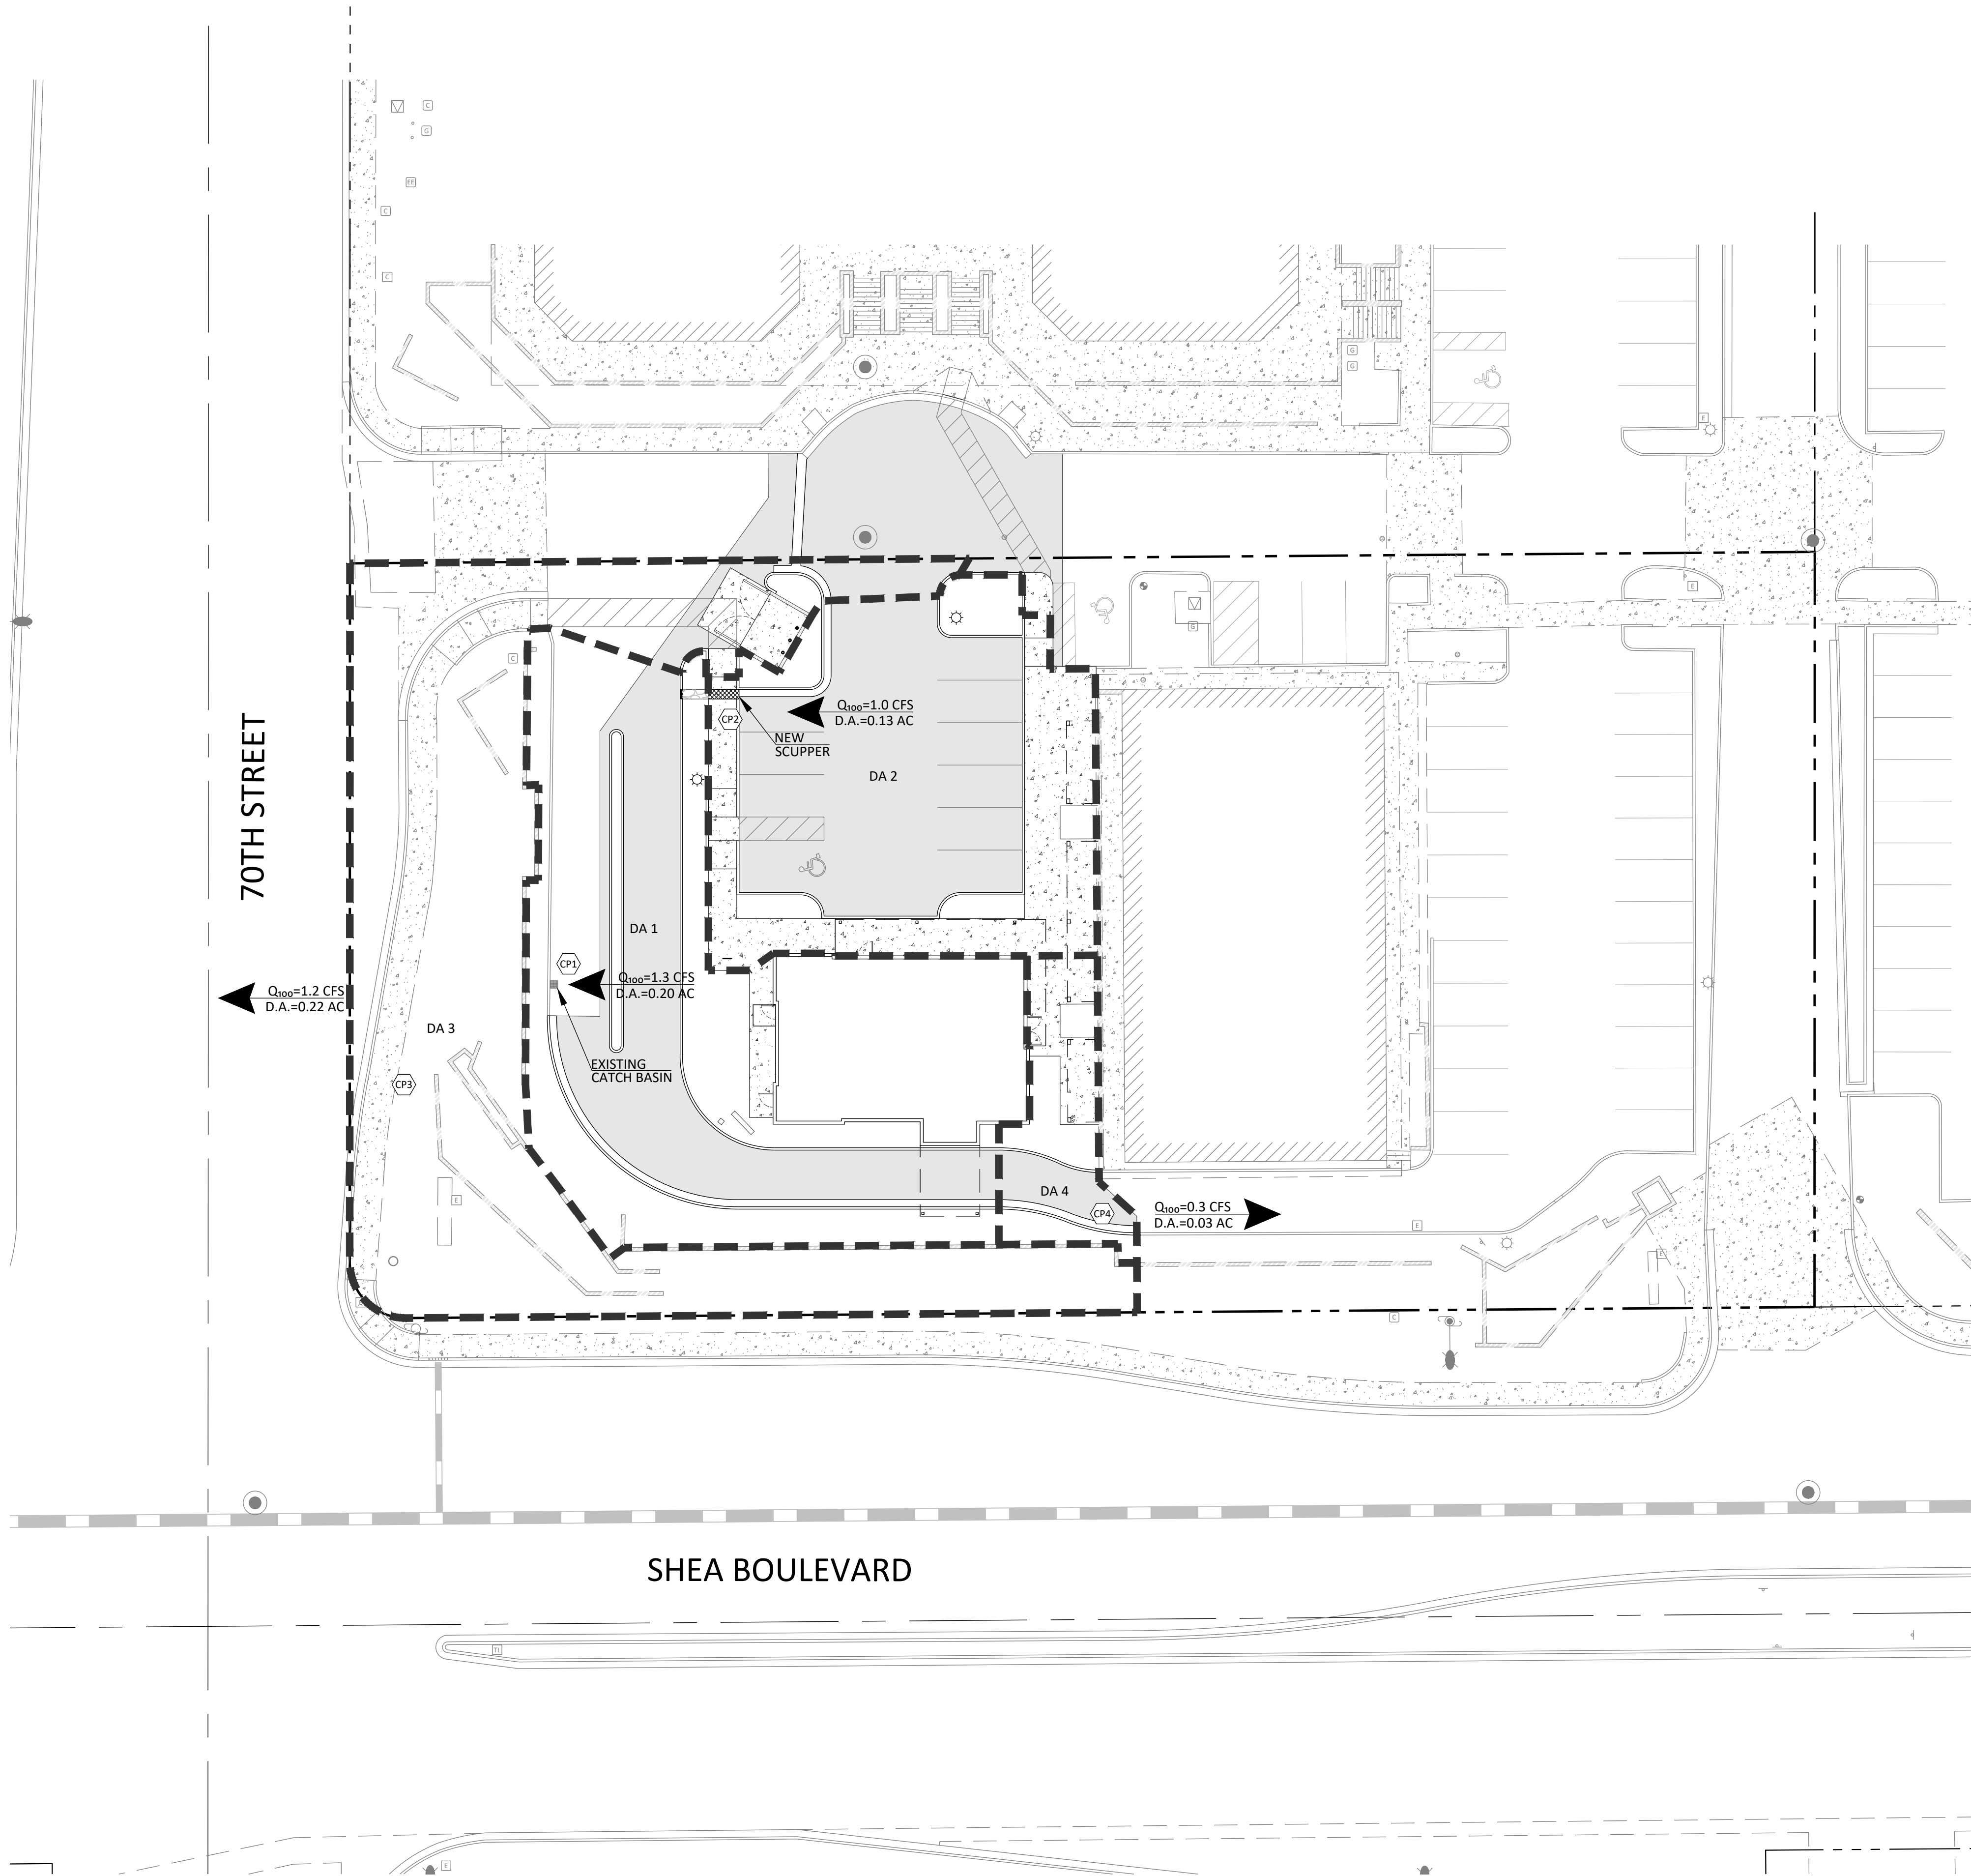 C
G
EE
C
C
G
G
E
E
G
C
70TH STREET
CP2
Q₁₀₀=1.0 CFS
D.A.=0.13 AC
NEW
SCUPPER
DA 2
DA 1
CP1
Q₁₀₀=1.3 CFS
D.A.=0.20 AC
Q₁₀₀=1.2 CFS
D.A.=0.22 AC
DA 3
EXISTING
CATCH BASIN
CP3
DA 4
CP4
Q₁₀₀=0.3 CFS
D.A.=0.03 AC
E
E
E
C
SHEA BOULEVARD
TL
E